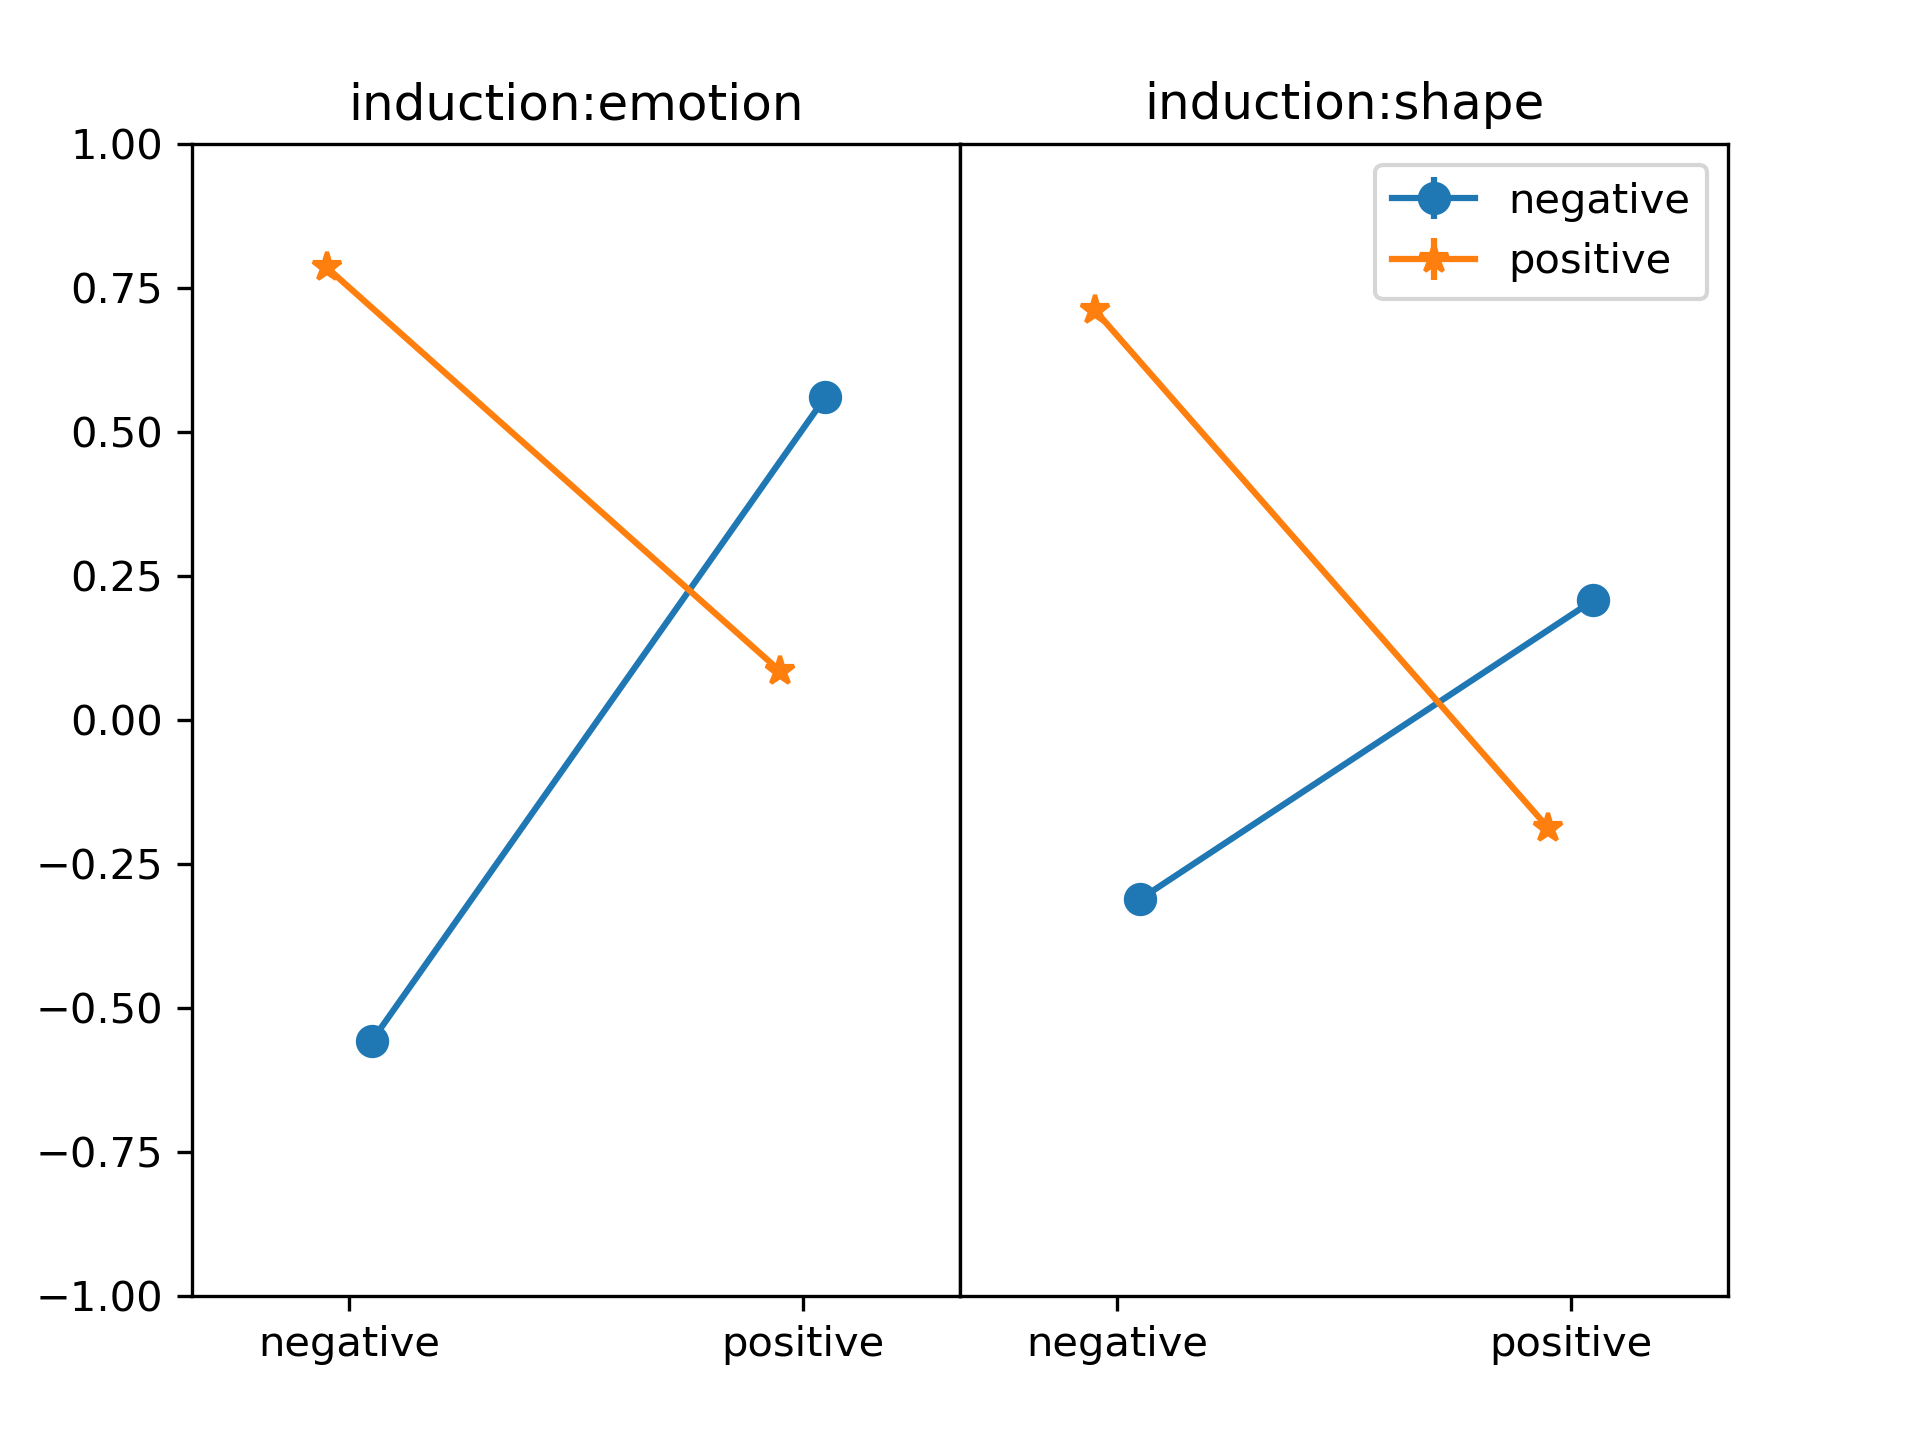 induction:emotion
induction:shape
1.00
0.75
0.50
0.25
0.00
−0.25
−0.50
−0.75
−1.00
negative
positive
negative
positive
negative
positive